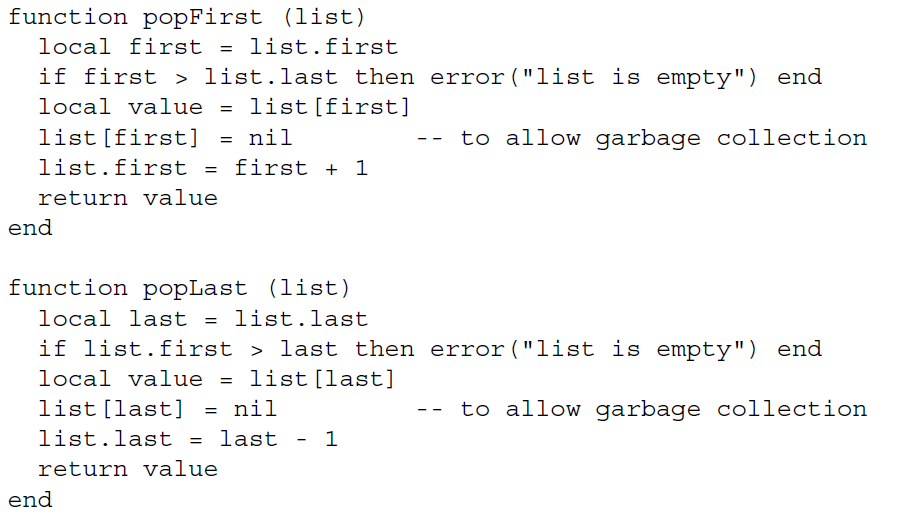 function popFirst (list)
  local first = list.first
  if first > list.last then error("list is empty") end
  local value = list[first]
  list[first] = nil        -- to allow garbage collection
  list.first = first + 1
  return value
end

function popLast (list)
  local last = list.last
  if list.first > last then error("list is empty") end
  local value = list[last]
  list[last] = nil         -- to allow garbage collection
  list.last = last - 1
  return value
end